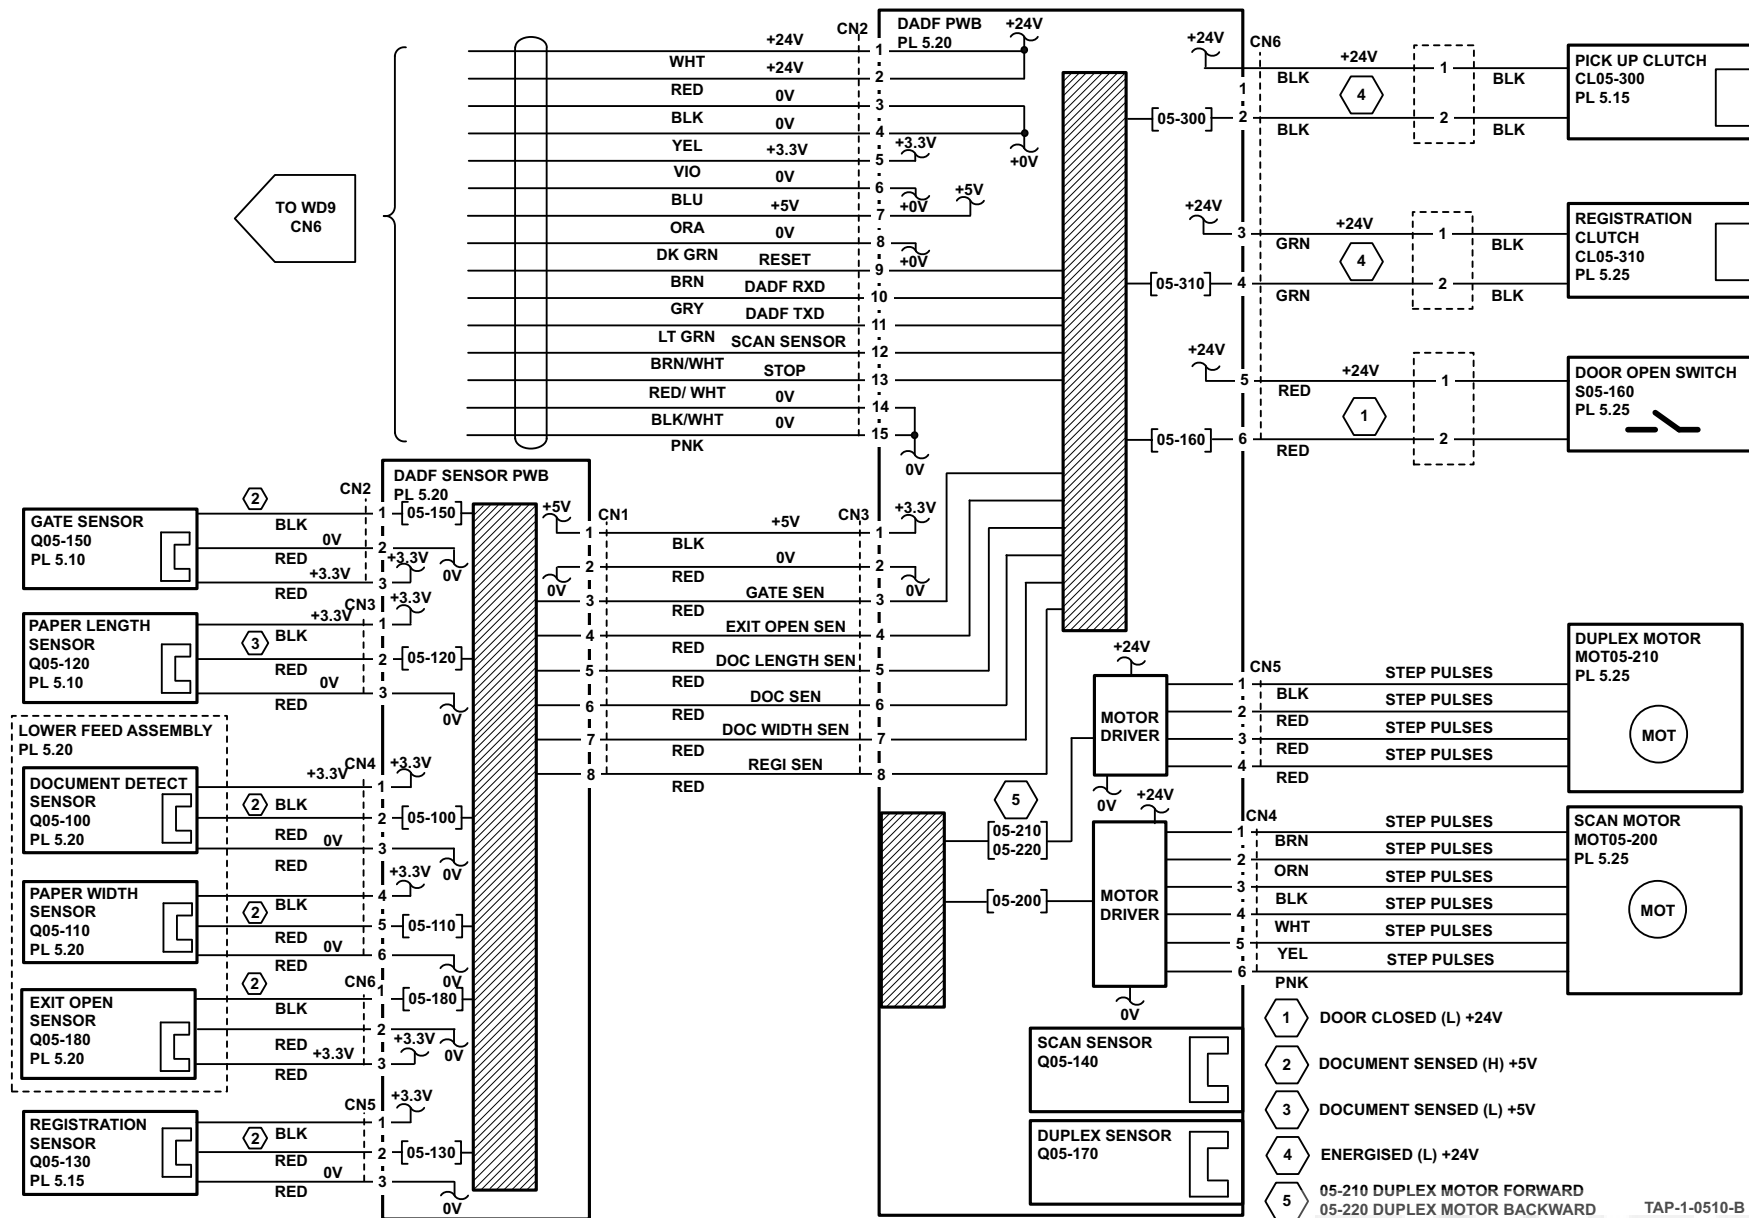 TO WD9
CN6
CN2
DADF PWB
PL 5.20
+24V
+24V
1
WHT
+24V
2
RED
0V
3
BLK
0V
4
YEL
+3.3V
5
+3.3V
+0V
VIO
0V
6
+0V
BLU
+5V
7
+5V
ORA
0V
8
+0V
DK GRN
RESET
9
BRN
DADF RXD
10
GRY
DADF TXD
11
LT GRN
SCAN SENSOR
12
BRN/WHT
STOP
13
RED/ WHT
0V
14
BLK/WHT
0V
15
PNK
0V
+24V
CN6
+24V
BLK
4
1
BLK
1
[05-300]
2
BLK
2
BLK
PICK UP CLUTCH
CL05-300
PL 5.15
+24V
3
+24V
GRN
4
1
BLK
[05-310]
4
GRN
2
BLK
REGISTRATION
CLUTCH
CL05-310
PL 5.25
+24V
5
+24V
RED
1
1
[05-160]
6
RED
2
DOOR OPEN SWITCH
S05-160
PL 5.25
DADF SENSOR PWB
PL 5.20
GATE SENSOR
Q05-150
PL 5.10
2
BLK
0V
RED
+3.3V
RED
CN2
1
[05-150]
2
0V
3
+3.3V
PAPER LENGTH
SENSOR
Q05-120
PL 5.10
+3.3V
3
BLK
RED
0V
RED
CN3
1
+3.3V
2
[05-120]
3
0V
LOWER FEED ASSEMBLY
PL 5.20
DOCUMENT DETECT
SENSOR
Q05-100
PL 5.20
+3.3V
2
BLK
RED
0V
RED
CN4
1
+3.3V
2
[05-100]
3
0V
PAPER WIDTH
SENSOR
Q05-110
PL 5.20
2
BLK
RED
0V
RED
4
+3.3V
5
[05-110]
6
0V
EXIT OPEN
SENSOR
Q05-180
PL 5.20
2
BLK
RED
+3.3V
RED
CN6
1
[05-180]
2
0V
3
+3.3V
REGISTRATION
SENSOR
Q05-130
PL 5.15
2
BLK
RED
0V
RED
CN5
1
+3.3V
2
[05-130]
3
0V
+5V
CN1
1
+5V
BLK
CN3
1
+3.3V
0V
2
0V
RED
2
0V
3
GATE SEN
RED
3
4
EXIT OPEN SEN
RED
4
5
DOC LENGTH SEN
RED
5
6
DOC SEN
RED
6
7
DOC WIDTH SEN
RED
7
8
REGI SEN
RED
8
+24V
MOTOR
DRIVER
0V
CN5
1
STEP PULSES
BLK
2
STEP PULSES
RED
3
STEP PULSES
RED
4
STEP PULSES
RED
DUPLEX MOTOR
MOT05-210
PL 5.25
MOT
5
[05-210
05-220]
[05-200]
+24V
MOTOR
DRIVER
0V
CN4
1
STEP PULSES
BRN
2
STEP PULSES
ORN
3
STEP PULSES
BLK
4
STEP PULSES
WHT
5
STEP PULSES
YEL
6
STEP PULSES
PNK
SCAN MOTOR
MOT05-200
PL 5.25
MOT
SCAN SENSOR
Q05-140
DUPLEX SENSOR
Q05-170
1 DOOR CLOSED (L) +24V
2 DOCUMENT SENSED (H) +5V
3 DOCUMENT SENSED (L) +5V
4 ENERGISED (L) +24V
5 05-210 DUPLEX MOTOR FORWARD
05-220 DUPLEX MOTOR BACKWARD
TAP-1-0510-B